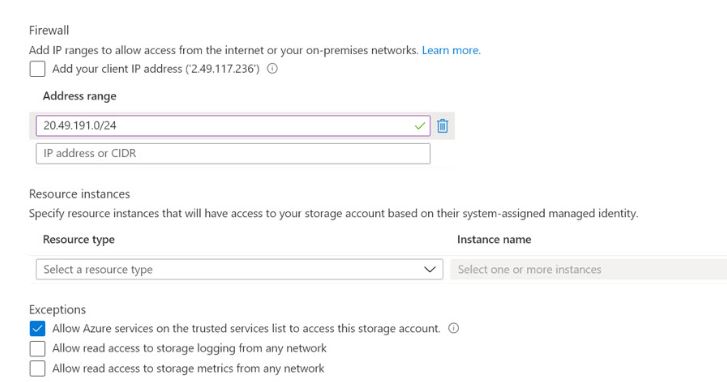 Firewall
Add IP ranges to allow access from the internet or your on-premises networks. Learn more.
Add your client IP address ('2.49.117.236')
Address range
20.49.191.0/24
IP address or CIDR
Resource instances
Specify resource instances that will have access to your storage account based on their system-assigned managed identity.
Resource type Instance name
Select a resource type Select one or more instances
Exceptions
Allow Azure services on the trusted services list to access this storage account.
Allow read access to storage logging from any network
Allow read access to storage metrics from any network